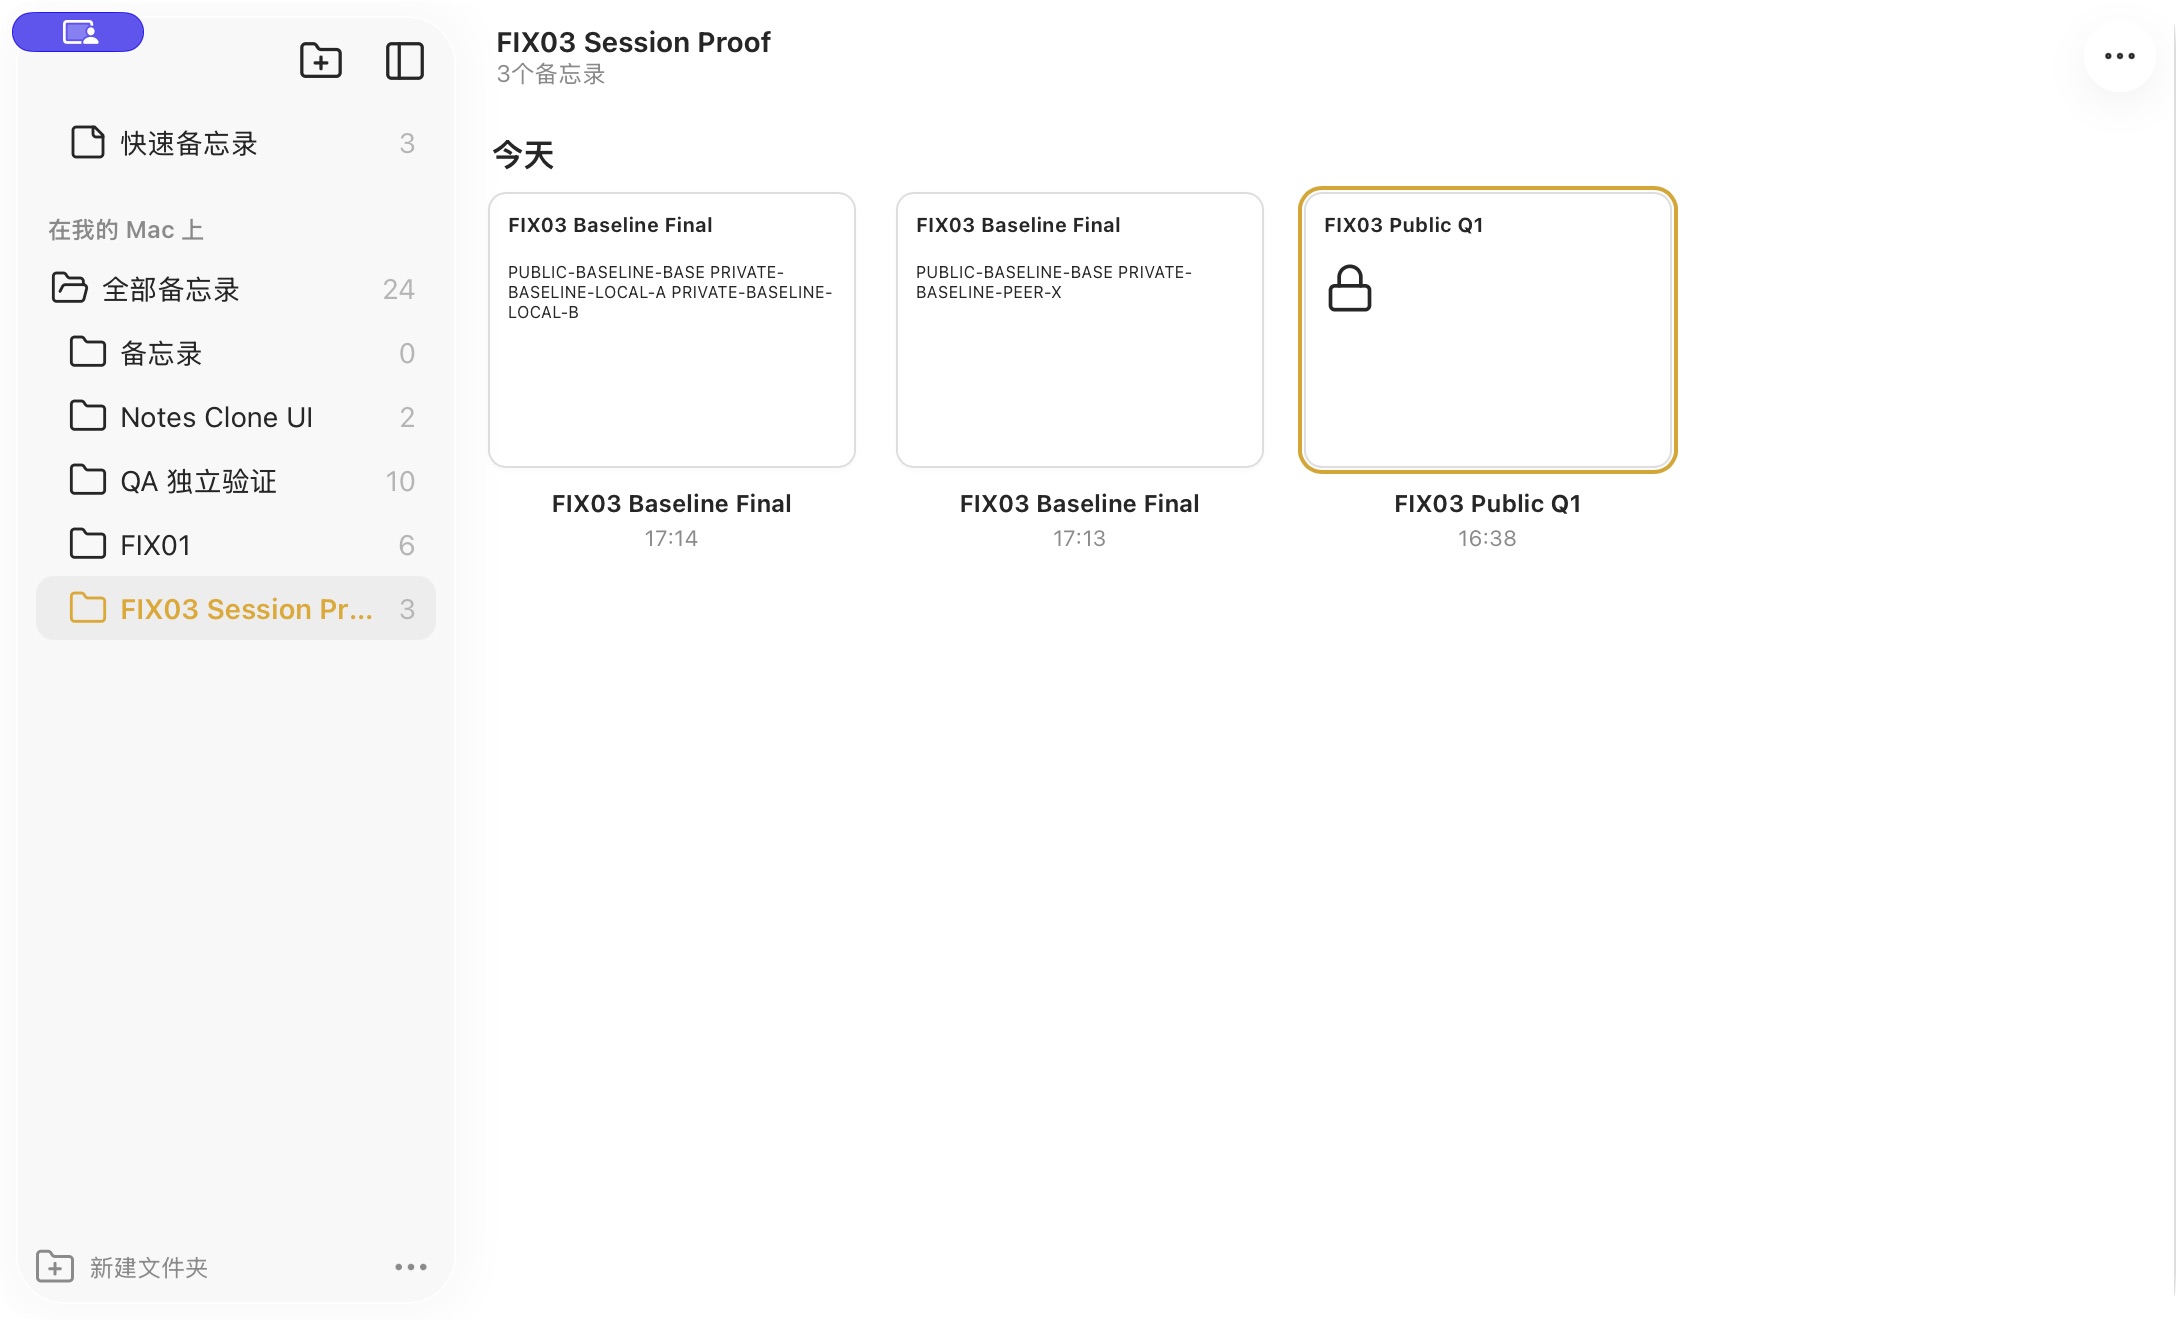 快速备忘录 3
在我的 Mac 上
全部备忘录 24
备忘录 0
Notes Clone UI 2
QA 独立验证 10
FIX01 6
FIX03 Session Pr... 3
新建文件夹
FIX03 Session Proof
3个备忘录
今天
FIX03 Baseline Final
PUBLIC-BASELINE-BASE PRIVATE-
BASELINE-LOCAL-A PRIVATE-BASELINE-
LOCAL-B
FIX03 Baseline Final
17:14
FIX03 Baseline Final
PUBLIC-BASELINE-BASE PRIVATE-
BASELINE-PEER-X
FIX03 Baseline Final
17:13
FIX03 Public Q1
FIX03 Public Q1
16:38